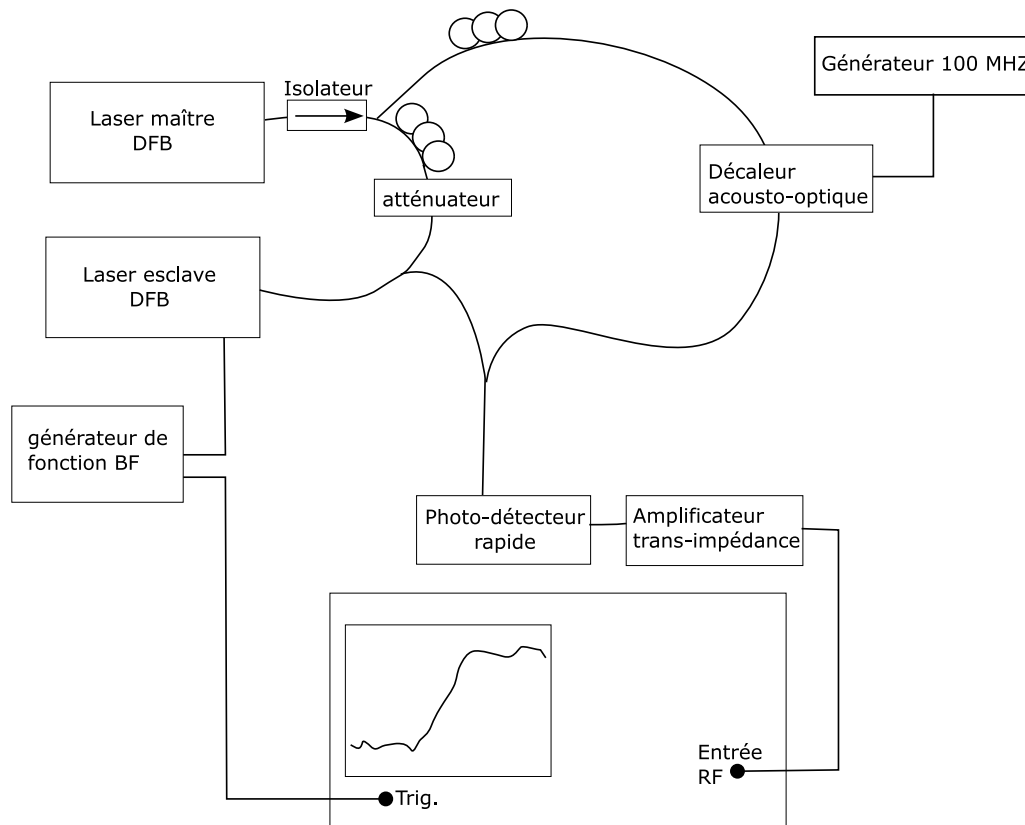 Générateur 100 MHZ
Isolateur
Laser maître
DFB
Décaleur
acousto-optique
atténuateur
Laser esclave
DFB
générateur de
fonction BF
Photo-détecteur
rapide
Amplificateur
trans-impédance
Entrée
RF
Trig.